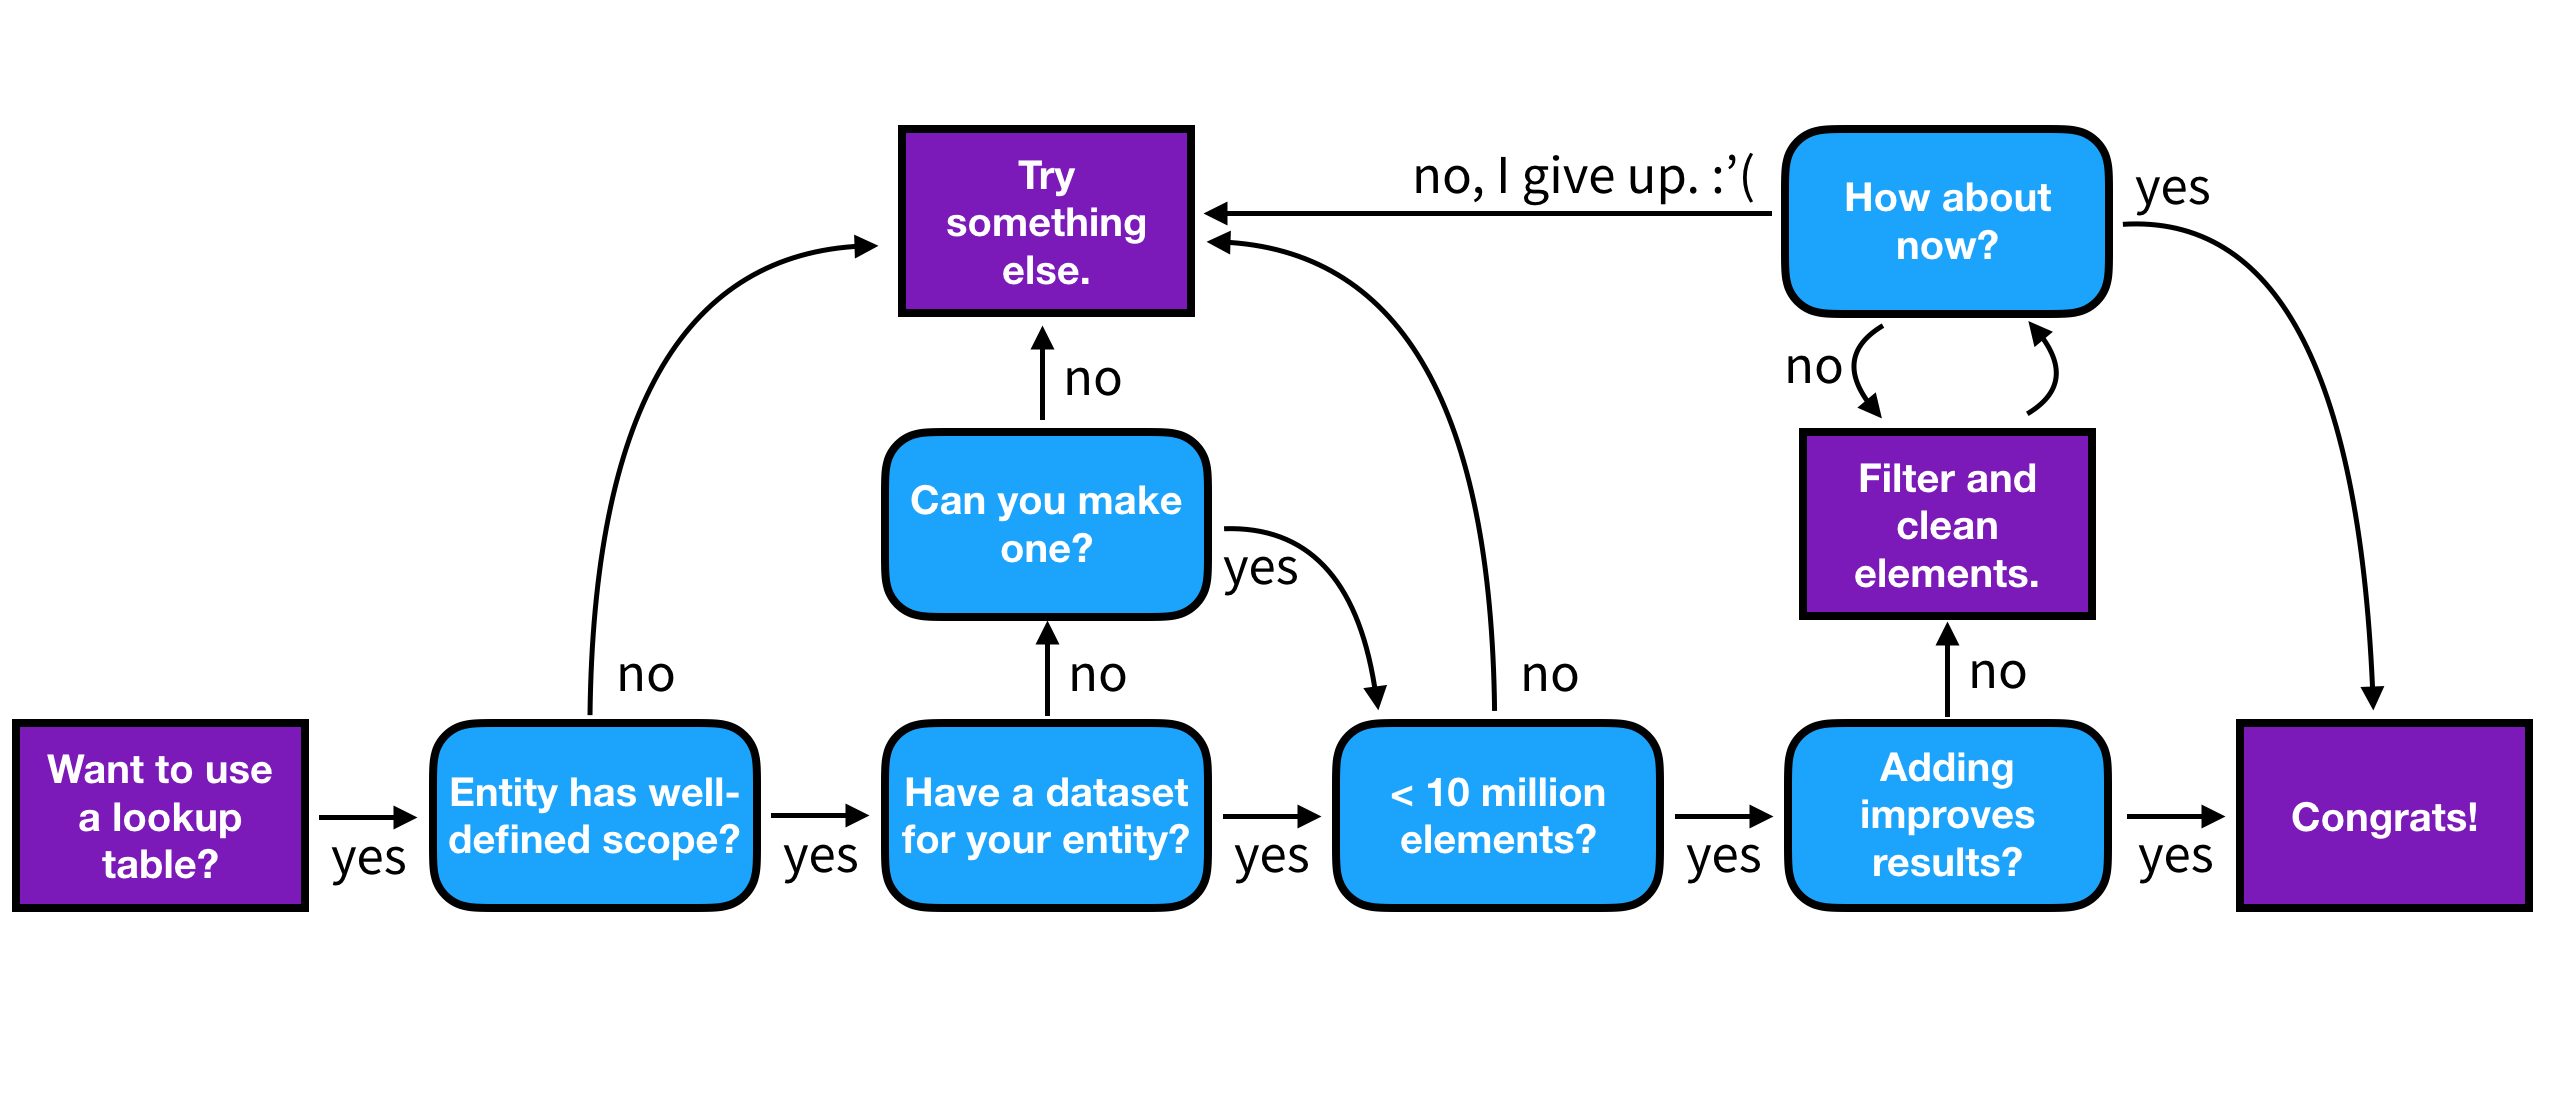 Try
something
else.
no, I give up. :’(
How about
now?
yes
no
no
Can you make
one?
yes
Filter and
clean
elements.
no
no
no
no
Want to use
a lookup
table?
yes
Entity has well-
defined scope?
yes
Have a dataset
for your entity?
yes
< 10 million
elements?
yes
Adding
improves
results?
yes
Congrats!